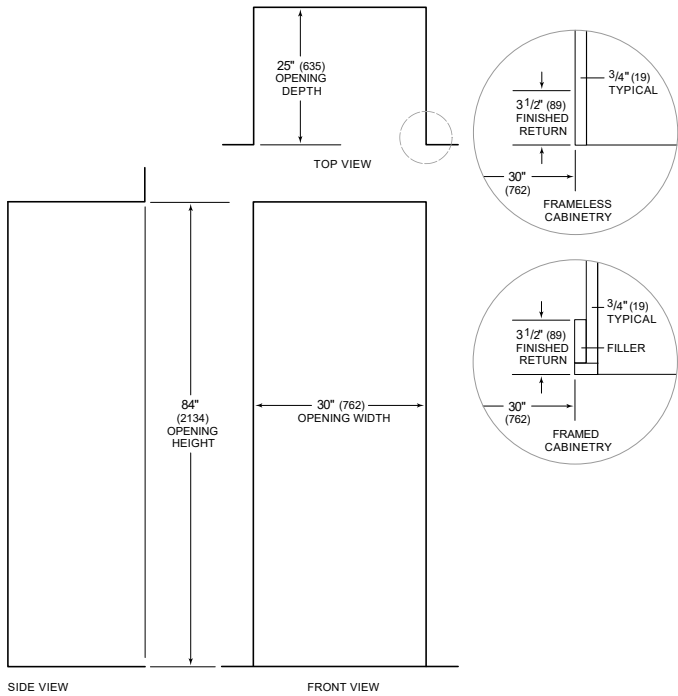 25" (635)
OPENING
DEPTH
TOP VIEW
3/4" (19)
TYPICAL
3 1/2" (89)
FINISHED
RETURN
30"
(762)
FRAMELESS
CABINETRY
3/4" (19)
TYPICAL
3 1/2" (89)
FINISHED
RETURN
FILLER
30"
(762)
FRAMED
CABINETRY
84"
(2134)
OPENING
HEIGHT
30" (762)
OPENING WIDTH
SIDE VIEW
FRONT VIEW